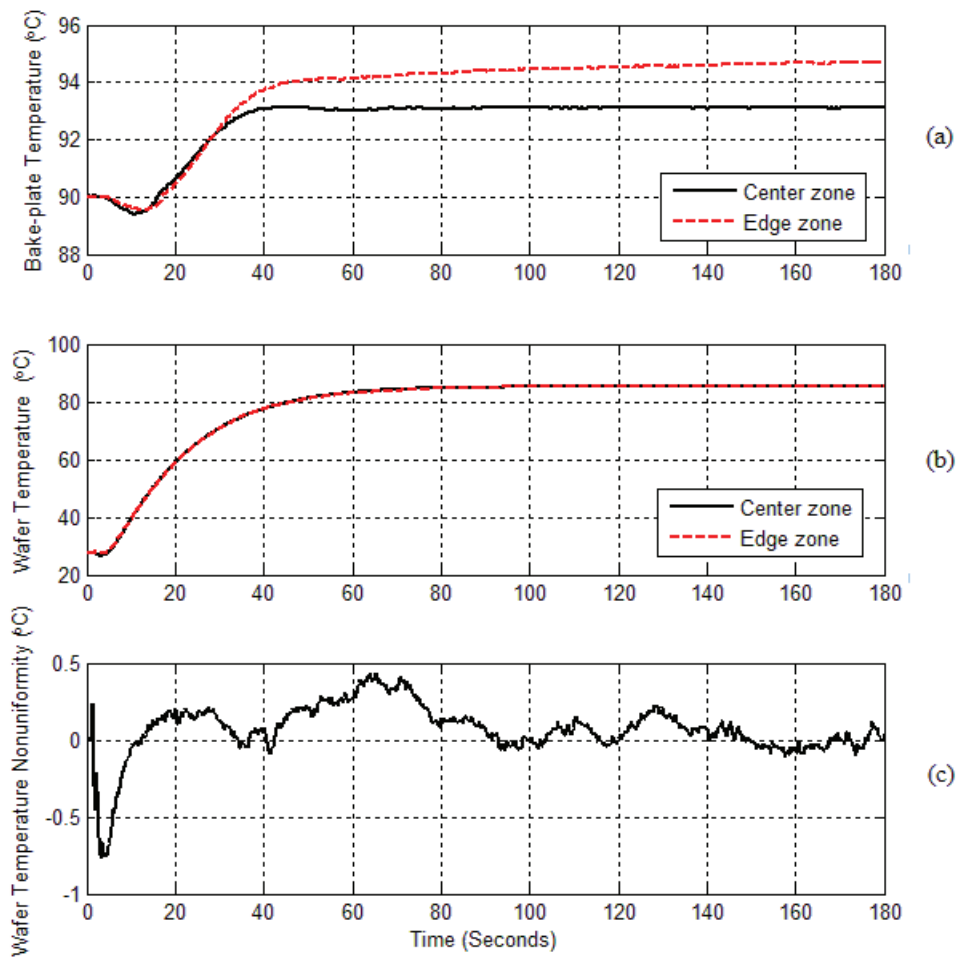 Bake-plate Temperature (ºC)
96
94
92
90
88
0 20 40 60 80 100 120 140 160 180
Center zone
Edge zone
(a)
Wafer Temperature (ºC)
100
80
60
40
20
0 20 40 60 80 100 120 140 160 180
Center zone
Edge zone
(b)
Wafer Temperature Nonuniformity (ºC)
0.5
0
-0.5
-1
0 20 40 60 80 100 120 140 160 180
Time (Seconds)
(c)